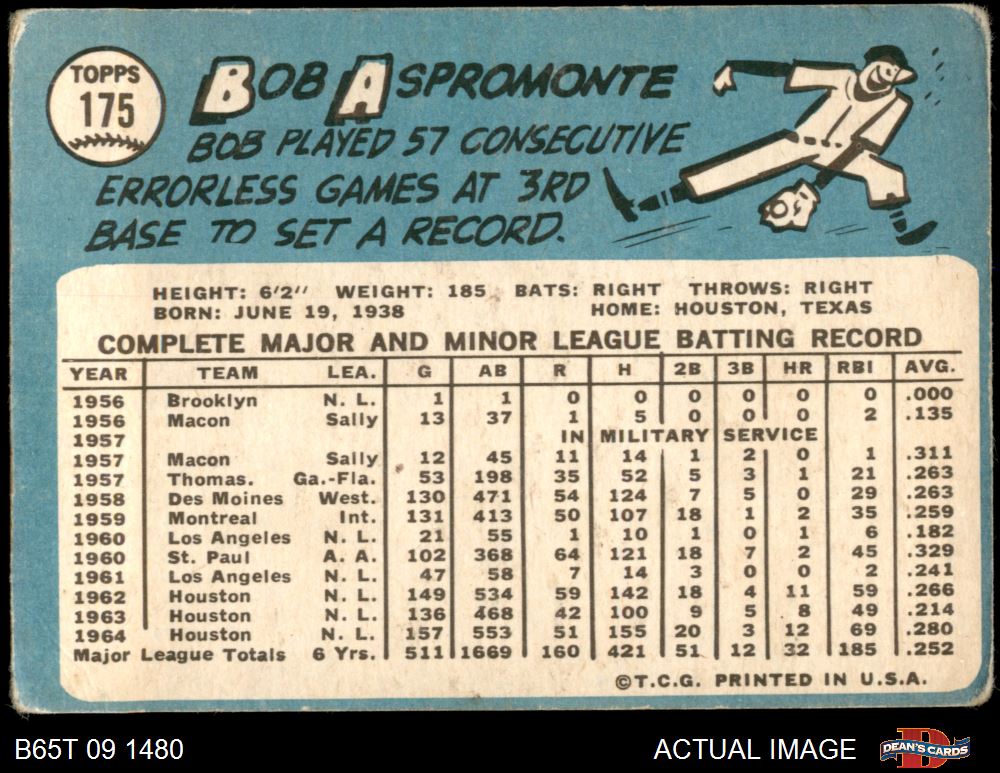 TOPPS
175
BOB ASPROMONTE
BOB PLAYED 57 CONSECUTIVE
ERRORLESS GAMES AT 3RD
BASE TO SET A RECORD.
HEIGHT: 6'2" WEIGHT: 185 BATS: RIGHT THROWS: RIGHT
BORN: JUNE 19, 1938 HOME: HOUSTON, TEXAS
COMPLETE MAJOR AND MINOR LEAGUE BATTING RECORD
YEAR TEAM LEA. G AB R H 2B 3B HR RBI AVG.
1956 Brooklyn N. L. 1 1 0 0 0 0 0 0 .000
1956 Macon Sally 13 37 1 5 0 0 0 2 .135
1957 IN MILITARY SERVICE
1957 Macon Sally 12 45 11 14 1 2 0 1 .311
1957 Thomas. Ga.-Fla. 53 198 35 52 5 3 1 21 .263
1958 Des Moines West. 130 471 54 124 7 5 0 29 .263
1959 Montreal Int. 131 413 50 107 18 1 2 35 .259
1960 Los Angeles N. L. 21 55 1 10 1 0 1 6 .182
1960 St. Paul A. A. 102 368 64 121 18 7 2 45 .329
1961 Los Angeles N. L. 47 58 7 14 3 0 0 2 .241
1962 Houston N. L. 149 534 59 142 18 4 11 59 .266
1963 Houston N. L. 136 468 42 100 9 5 8 49 .214
1964 Houston N. L. 157 553 51 155 20 3 12 69 .280
Major League Totals 6 Yrs. 511 1669 160 421 51 12 32 185 .252
©T.C.G. PRINTED IN U.S.A.
B65T 09 1480 ACTUAL IMAGE DEAN'S CARDS